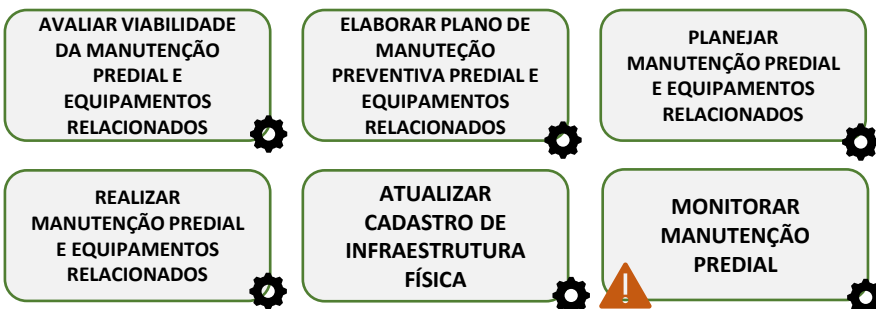 AVALIAR VIABILIDADE
DA MANUTENÇÃO
PREDIAL E
EQUIPAMENTOS
RELACIONADOS
ELABORAR PLANO DE
MANUTEÇÃO
PREVENTIVA PREDIAL E
EQUIPAMENTOS
RELACIONADOS
PLANEJAR
MANUTENÇÃO PREDIAL
E EQUIPAMENTOS
RELACIONADOS
REALIZAR
MANUTENÇÃO PREDIAL
E EQUIPAMENTOS
RELACIONADOS
ATUALIZAR
CADASTRO DE
INFRAESTRUTURA
FÍSICA
MONITORAR
MANUTENÇÃO
PREDIAL